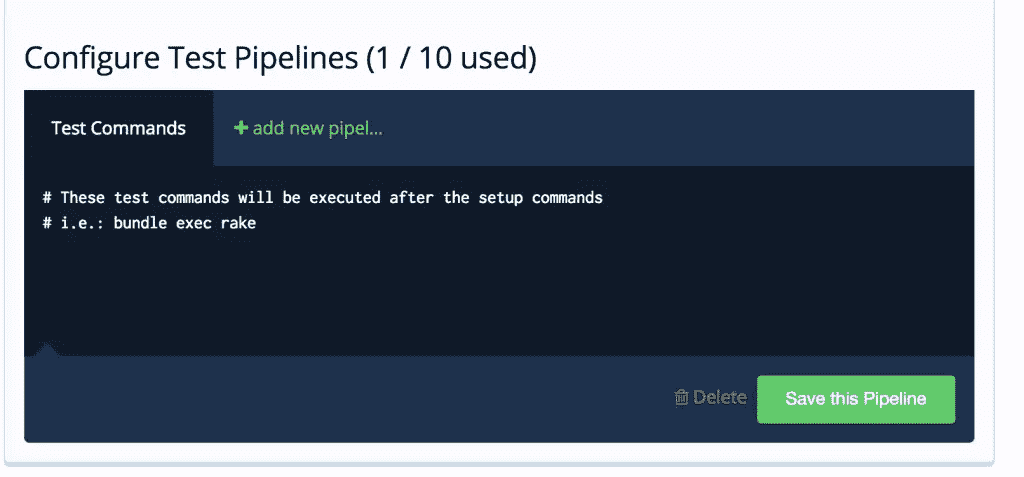 Configure Test Pipelines (1 / 10 used)
Test Commands
+ add new pipel...
# These test commands will be executed after the setup commands
# i.e.: bundle exec rake
Delete
Save this Pipeline